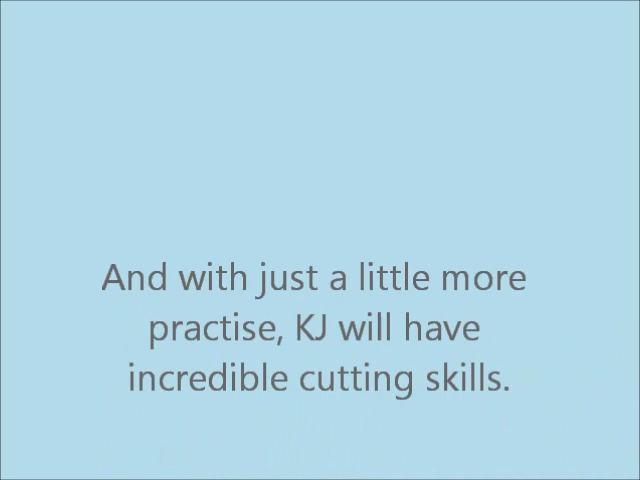 And with just a little more
practise, KJ will have
incredible cutting skills.